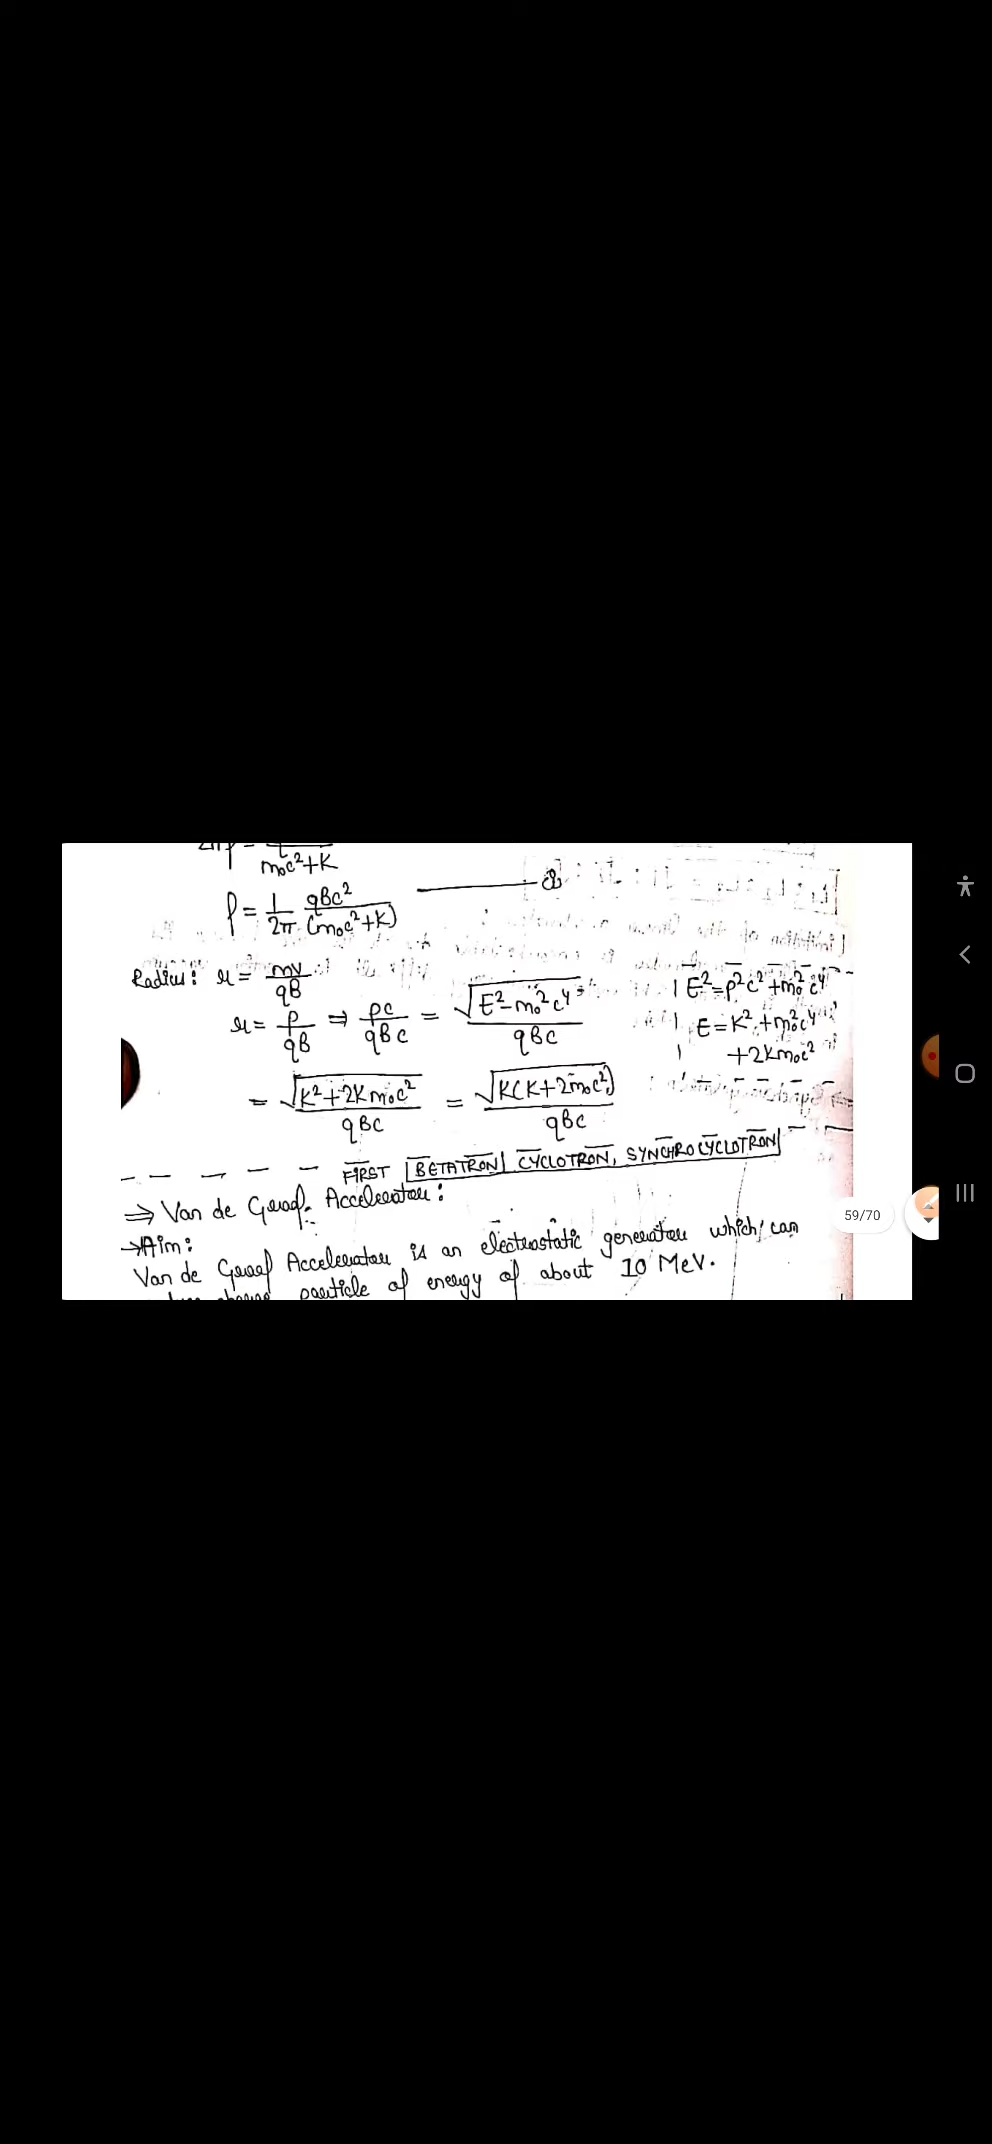 m₀c²+K
f = 1/2π qBc²/(m₀c²+K)
Radius: r = mv/qB
r = p/qB ⇒ pc/qBc = √(E²-m₀²c⁴)/qBc
E²=p²c²+m₀²c⁴
E=K²+m₀²c⁴
+2Km₀c²
= √(K²+2Km₀c²)/qBc = √(K(K+2m₀c²))/qBc
FIRST BETATRON CYCLOTRON, SYNCHROCYCLOTRON
⇒ Van de Graaf. Accelerator:
→Aim:
Van de Graaf Accelerator is an electrostatic generator which can
particle of energy of about 10 MeV.
59/70